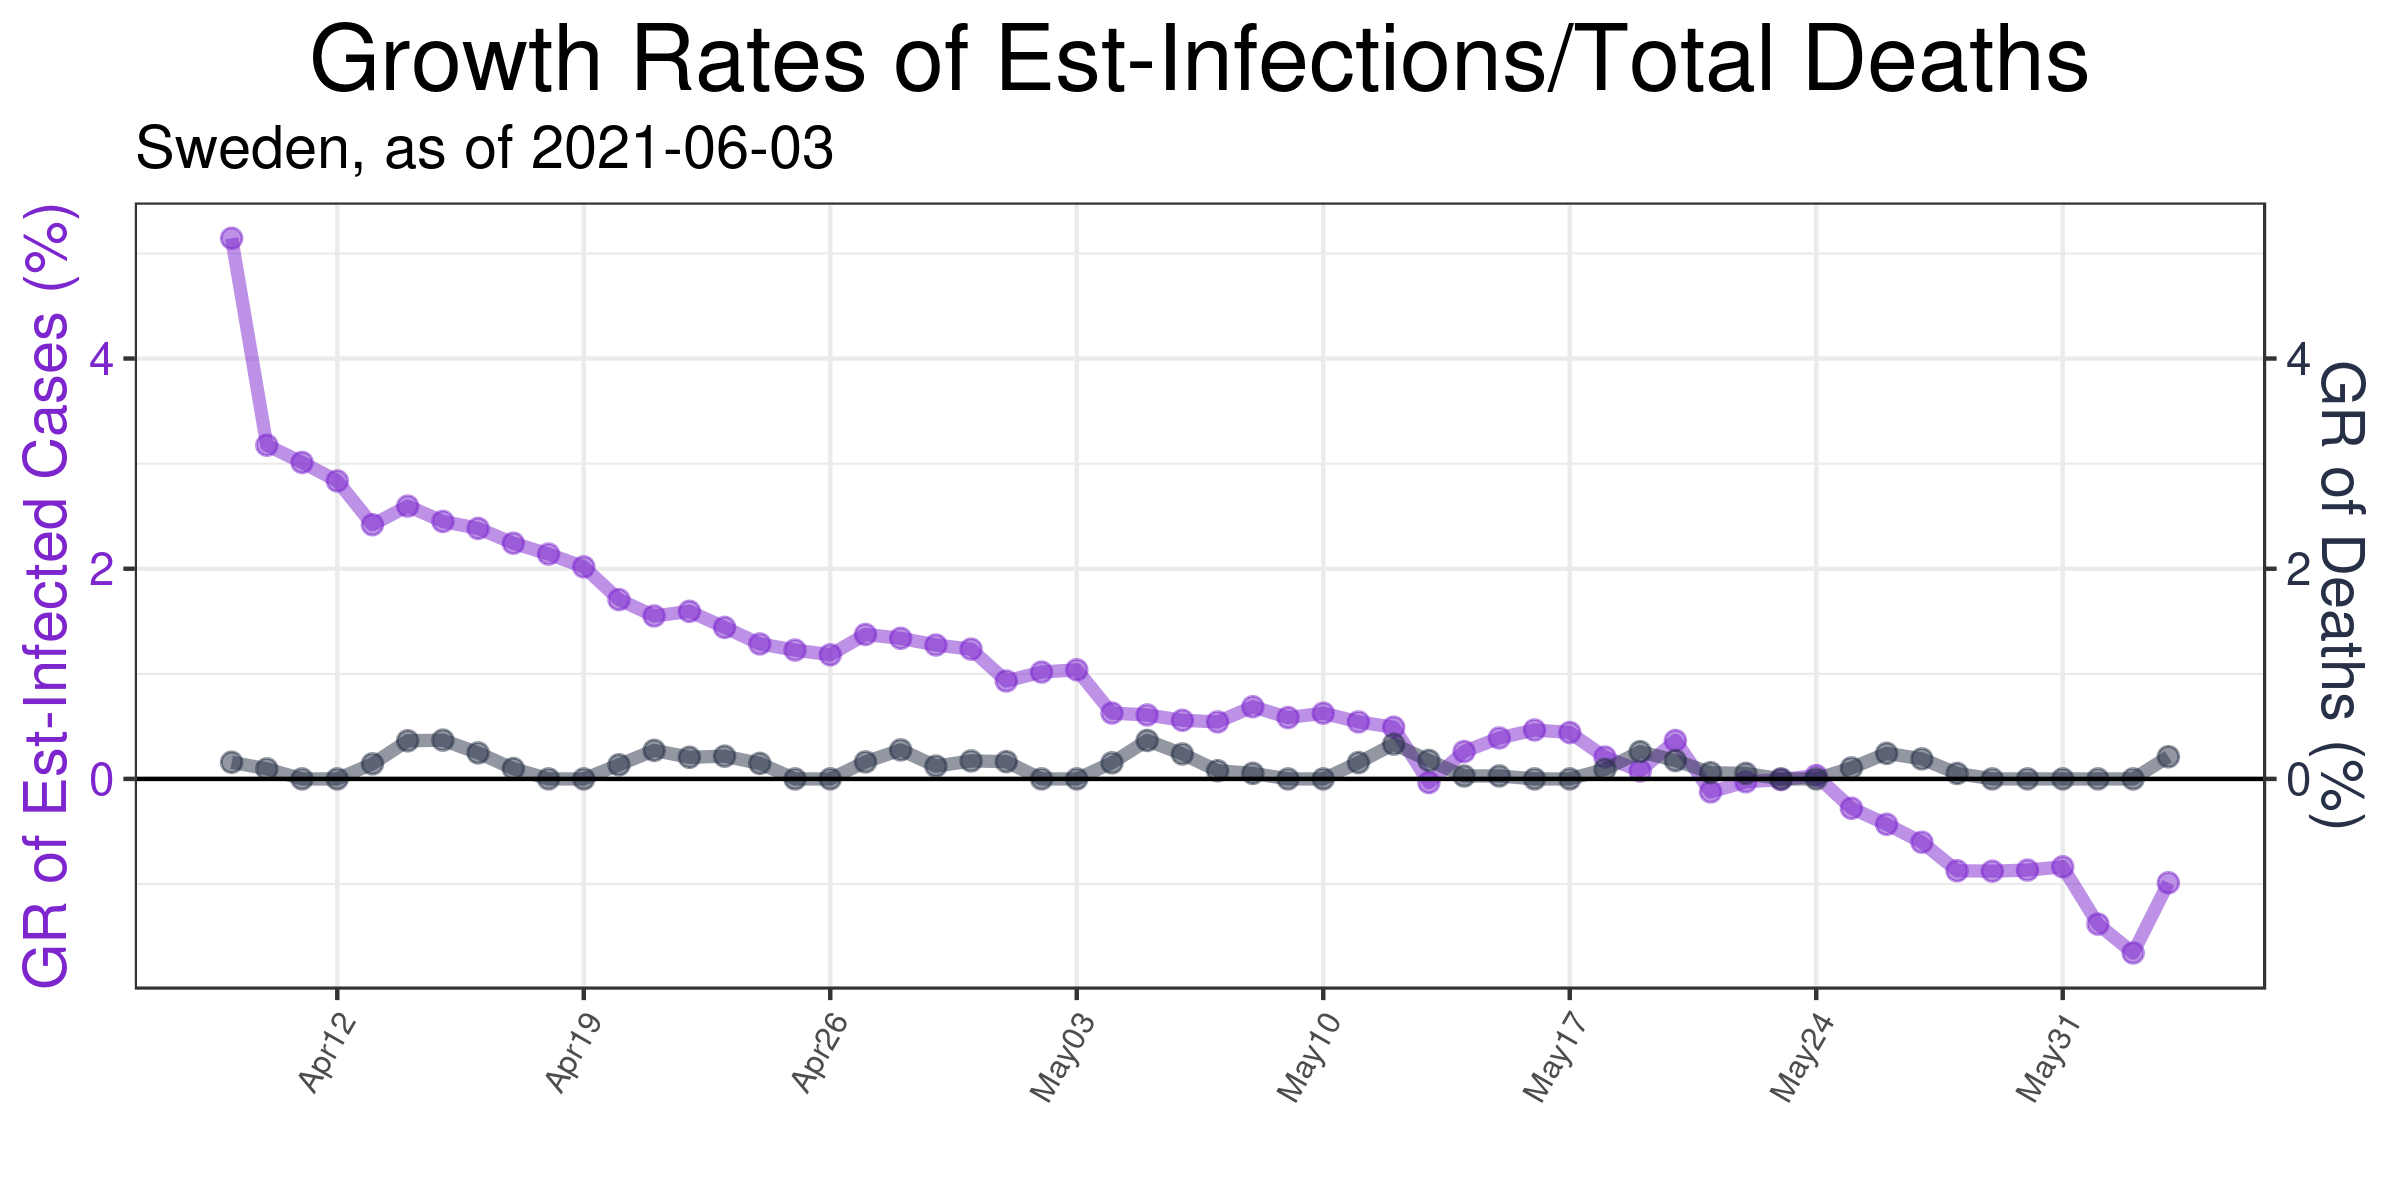 Growth Rates of Est-Infections/Total Deaths
Sweden, as of 2021-06-03
GR of Est-Infected Cases (%)
4
2
0
4
2
0
GR of Deaths (%)
Apr12
Apr19
Apr26
May03
May10
May17
May24
May31